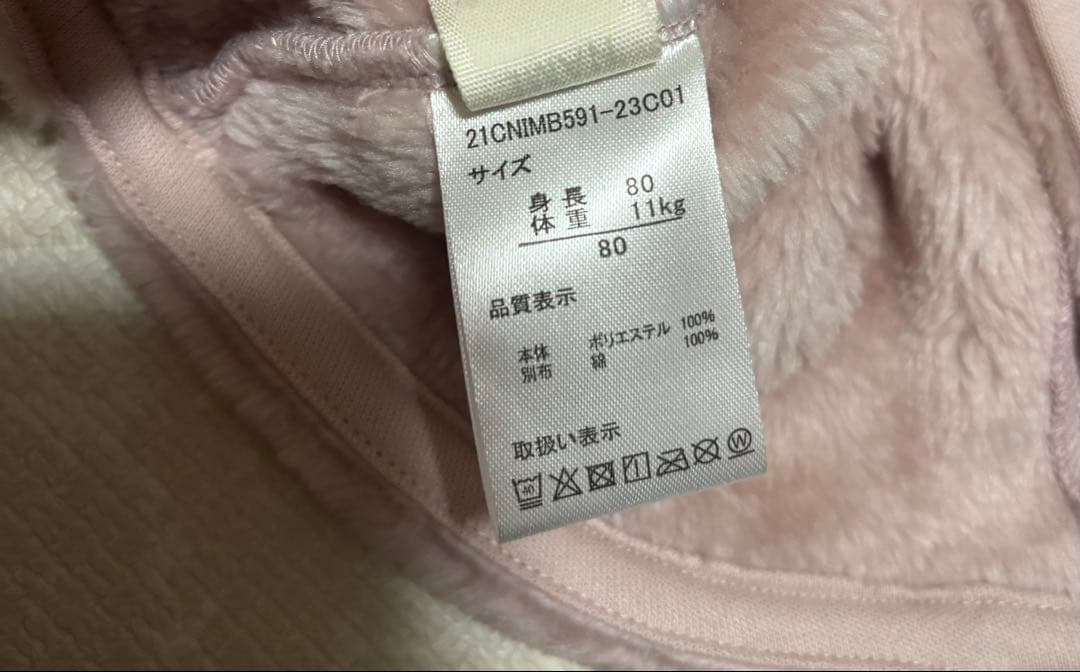 21CNIMB591-23C01
サイズ
身長 80
体重 11kg
80
品質表示
本体 ポリエステル 100%
別布 綿 100%
取扱い表示
40
W